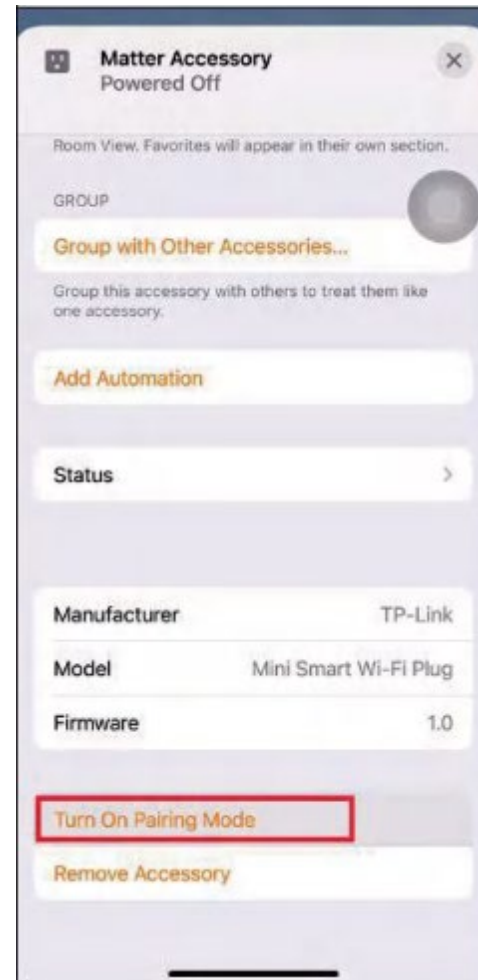 Matter Accessory
Powered Off
Room View. Favorites will appear in their own section.
GROUP
Group with Other Accessories...
Group this accessory with others to treat them like
one accessory.
Add Automation
Status
Manufacturer TP-Link
Model Mini Smart Wi-Fi Plug
Firmware 1.0
Turn On Pairing Mode
Remove Accessory